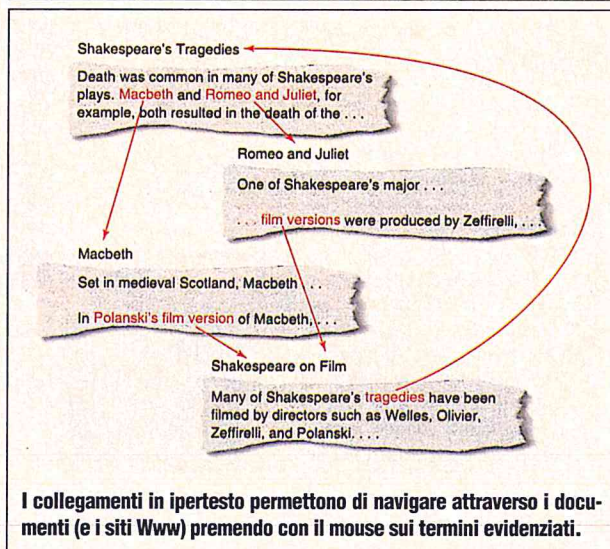 Shakespeare's Tragedies
Death was common in many of Shakespeare's
plays. Macbeth and Romeo and Juliet, for
example, both resulted in the death of the . . .
Romeo and Juliet
One of Shakespeare's major . . .
. . . film versions were produced by Zeffirelli, . . .
Macbeth
Set in medieval Scotland, Macbeth . . .
In Polanski's film version of Macbeth, . . .
Shakespeare on Film
Many of Shakespeare's tragedies have been
filmed by directors such as Welles, Olivier,
Zeffirelli, and Polanski. . . .
I collegamenti in ipertesto permettono di navigare attraverso i docu-
menti (e i siti Www) premendo con il mouse sui termini evidenziati.